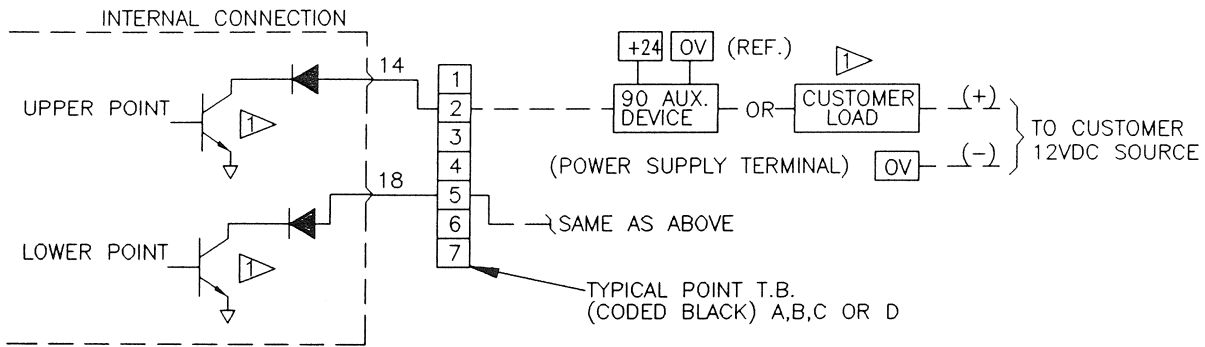 INTERNAL CONNECTION
+24 0V (REF.)
14
1
1
UPPER POINT
1
2
90 AUX. DEVICE
OR
CUSTOMER LOAD
(+)
3
TO CUSTOMER
12VDC SOURCE
4
(POWER SUPPLY TERMINAL)
0V
(-)
18
5
6
SAME AS ABOVE
LOWER POINT
1
7
TYPICAL POINT T.B.
(CODED BLACK) A,B,C OR D